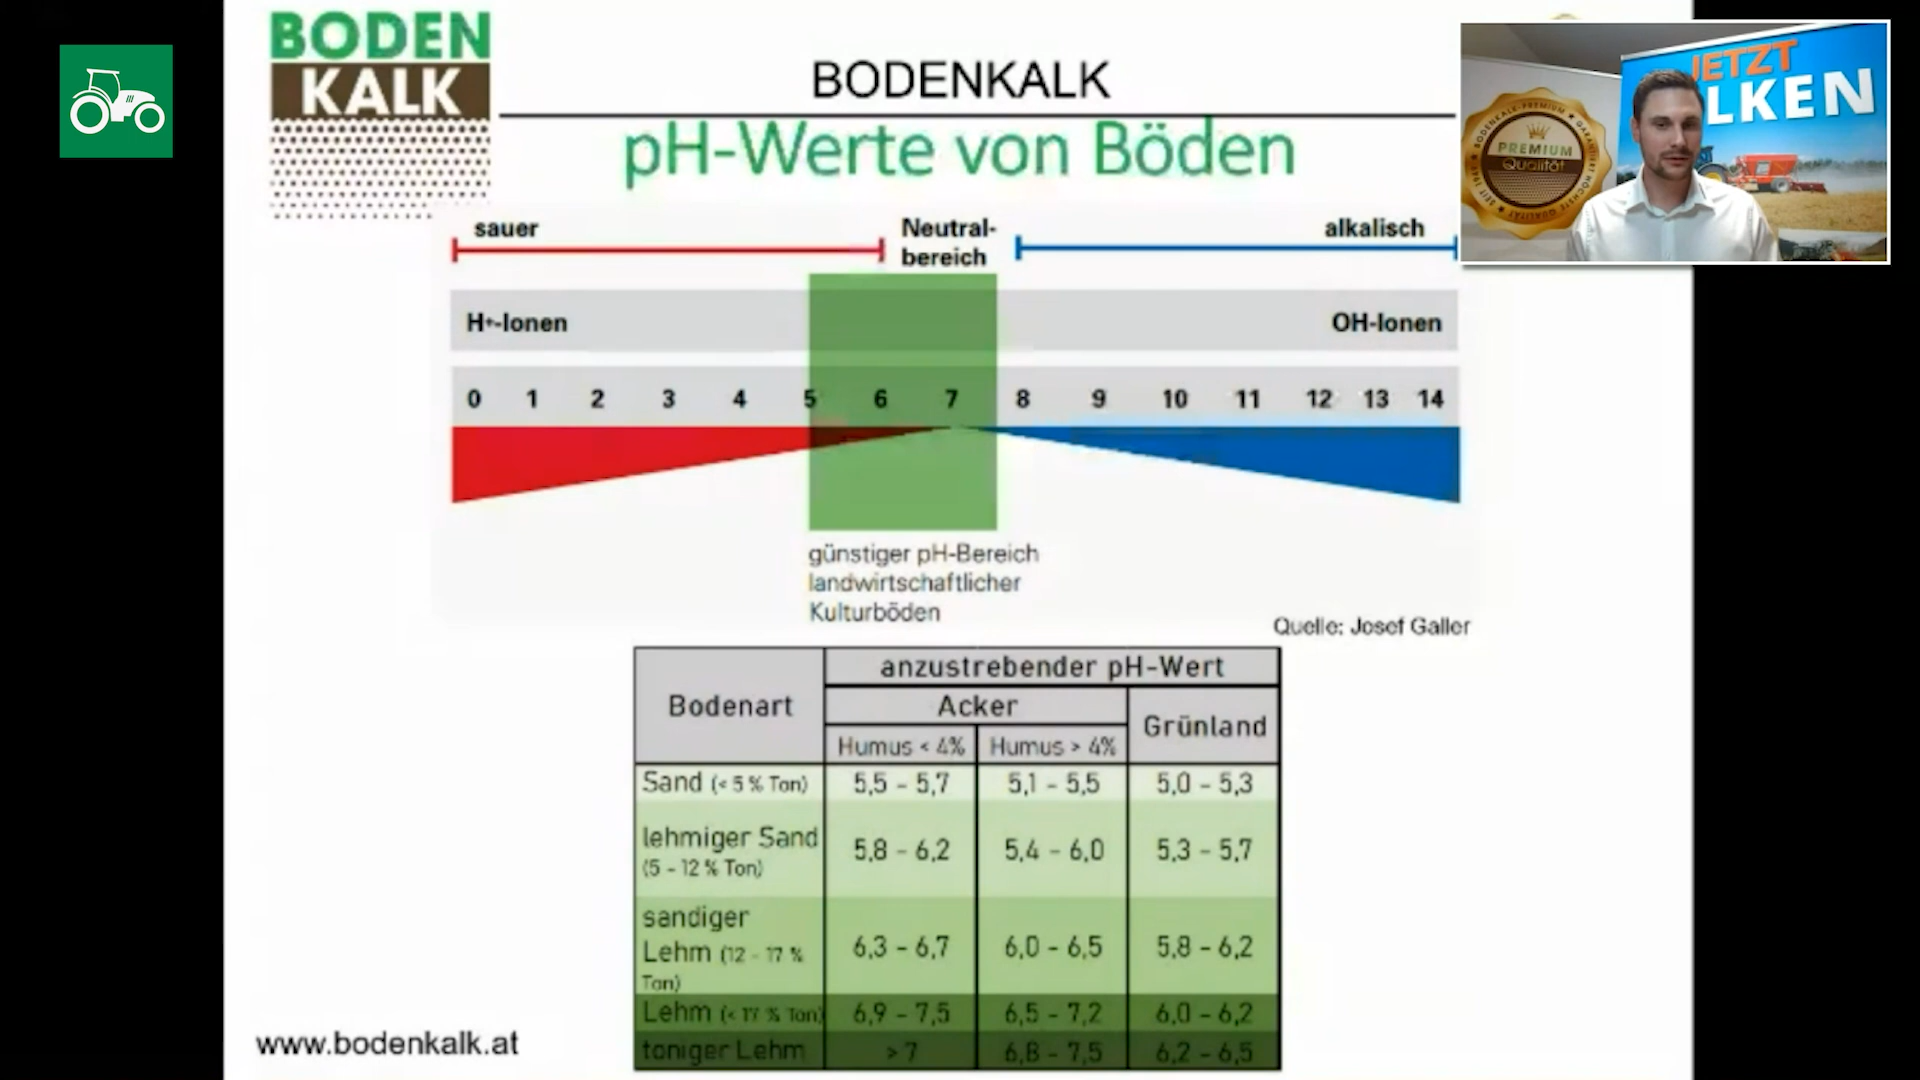 BODEN
KALK
BODENKALK
pH-Werte von Böden
JETZT
LKEN
BODENKALK-PREMIUM
PREMIUM
Qualität
sauer
Neutral-
bereich
alkalisch
H+-Ionen
OH-Ionen
0 1 2 3 4 5 6 7 8 9 10 11 12 13 14
günstiger pH-Bereich
landwirtschaftlicher
Kulturböden
Quelle: Josef Galler
Bodenart
anzustrebender pH-Wert
Acker
Grünland
Humus < 4% Humus > 4%
Sand (< 5 % Ton) 5,5 - 5,7 5,1 - 5,5 5,0 - 5,3
lehmiger Sand
(5 - 12 % Ton) 5,8 - 6,2 5,4 - 6,0 5,3 - 5,7
sandiger
Lehm (12 - 17 % 6,3 - 6,7 6,0 - 6,5 5,8 - 6,2
Ton)
Lehm (< 17 % Ton) 6,9 - 7,5 6,5 - 7,2 6,0 - 6,2
toniger Lehm > 7 6,8 - 7,5 6,2 - 6,5
www.bodenkalk.at